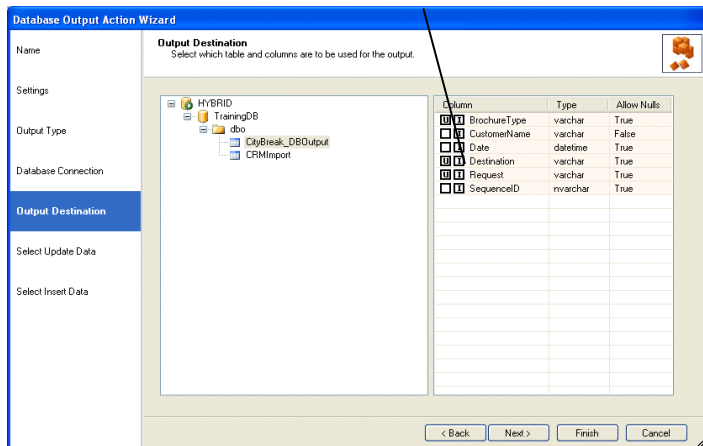 Database Output Action Wizard
Name
Settings
Output Type
Database Connection
Output Destination
Select Update Data
Select Insert Data
Output Destination
Select which table and columns are to be used for the output.
HYBRID
TrainingDB
dbo
CityBreak_DBOutput
CRMImport
Column Type Allow Nulls
U I BrochureType varchar True
I CustomerName varchar False
I Date datetime True
U I Destination varchar True
U I Request varchar True
I SequenceID nvarchar True
< Back Next > Finish Cancel